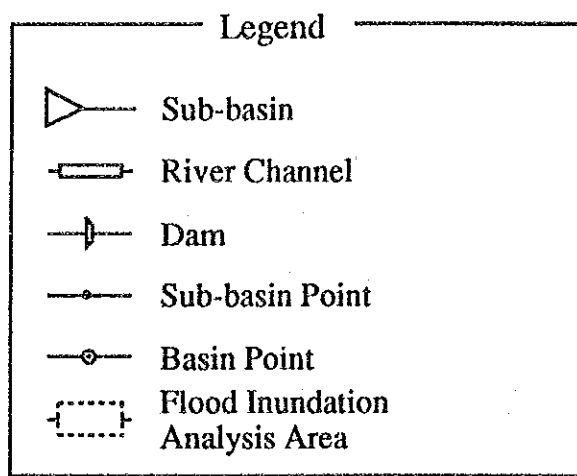 Legend
Sub-basin
River Channel
Dam
Sub-basin Point
Basin Point
Flood Inundation
Analysis Area